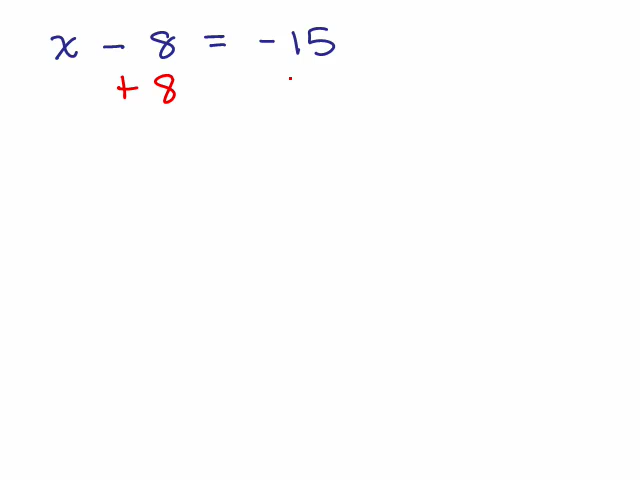 x - 8 = -15
+ 8